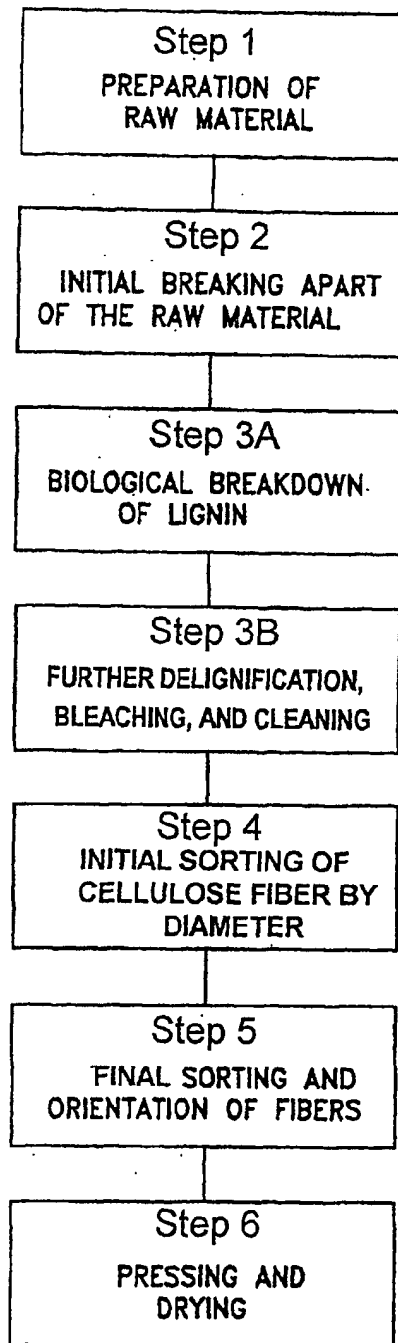 Step 1
PREPARATION OF
RAW MATERIAL
Step 2
INITIAL BREAKING APART
OF THE RAW MATERIAL
Step 3A
BIOLOGICAL BREAKDOWN
OF LIGNIN
Step 3B
FURTHER DELIGNIFICATION,
BLEACHING, AND CLEANING
Step 4
INITIAL SORTING OF
CELLULOSE FIBER BY
DIAMETER
Step 5
FINAL SORTING AND
ORIENTATION OF FIBERS
Step 6
PRESSING AND
DRYING